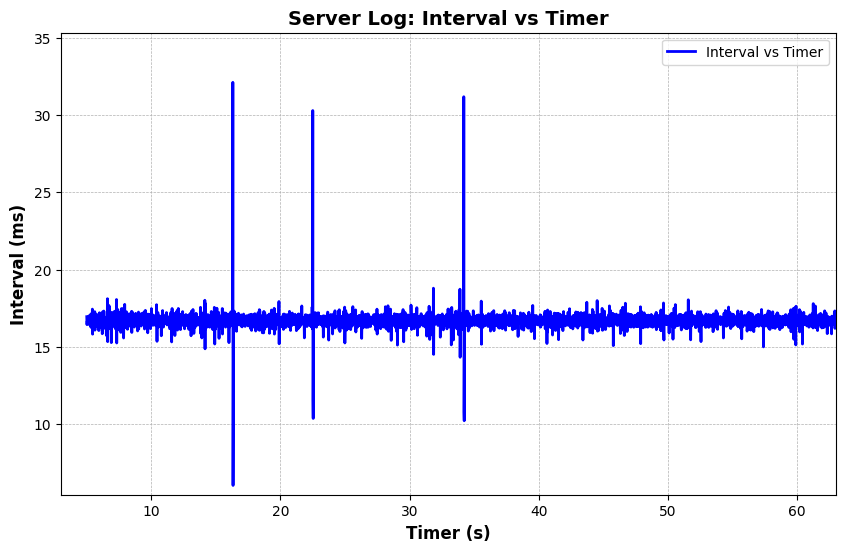 Server Log: Interval vs Timer
Interval vs Timer
35
30
25
20
15
10
Interval (ms)
10 20 30 40 50 60
Timer (s)